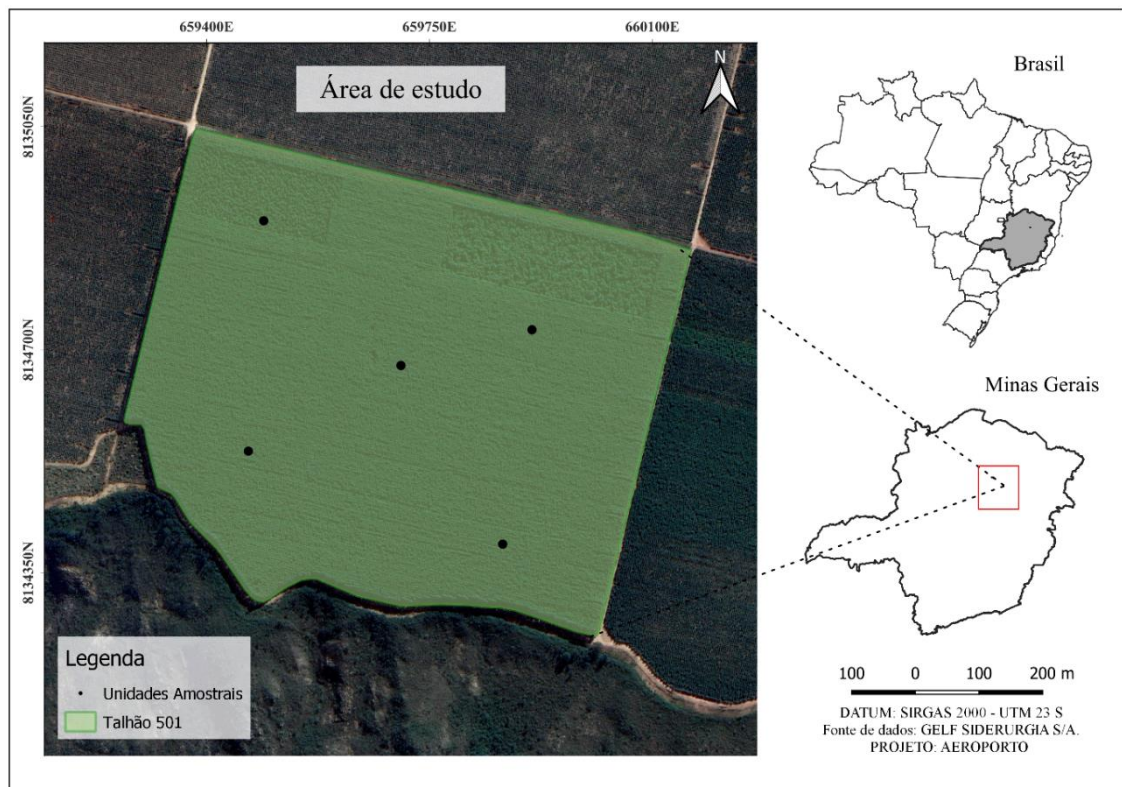 659400E
659750E
660100E
8135050N
8134700N
8134350N
Área de estudo
N
Legenda
Unidades Amostrais
Talhão 501
Brasil
Minas Gerais
100 0 100 200 m
DATUM: SIRGAS 2000 - UTM 23 S
Fonte de dados: GELF SIDERURGIA S/A.
PROJETO: AEROPORTO